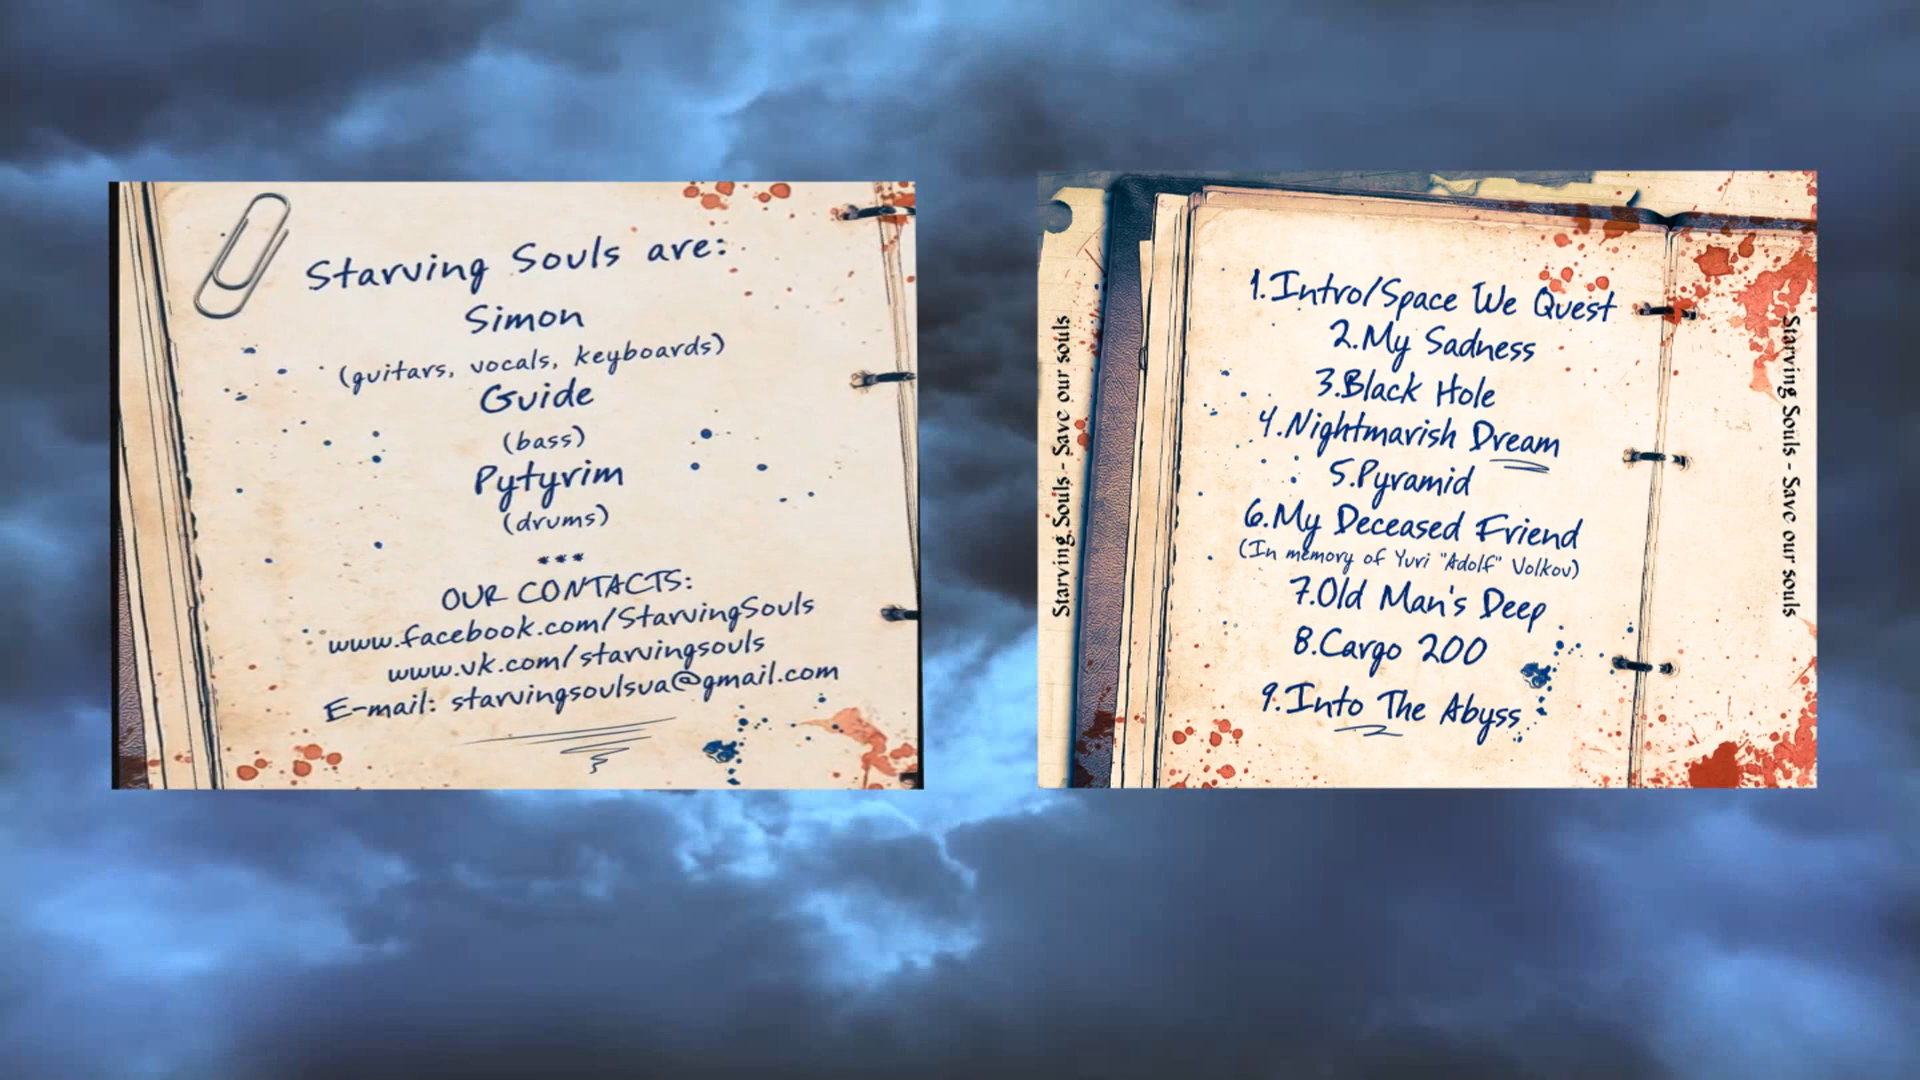 Starving Souls are:
Simon
(guitars, vocals, keyboards)
Guide
(bass)
Pytyrim
(drums)
***
OUR CONTACTS:
www.facebook.com/StarvingSouls
www.vk.com/starvingsouls
E-mail: starvingsoulsua@gmail.com
Starving Souls - Save our souls
1.Intro/Space We Quest
2.My Sadness
3.Black Hole
4.Nightmarish Dream
5.Pyramid
6.My Deceased Friend
(In memory of Yuri "Adolf" Volkov)
7.Old Man's Deep
8.Cargo 200
9.Into The Abyss
Starving Souls - Save our souls